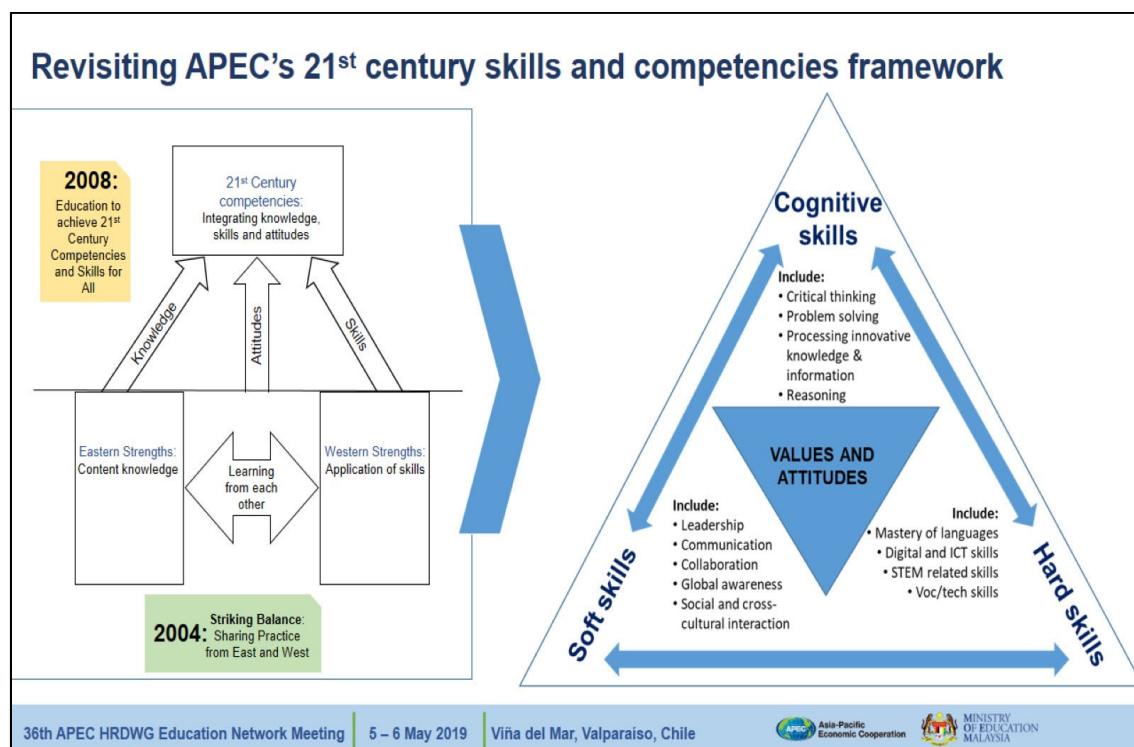 Revisiting APEC's 21st century skills and competencies framework
2008:
Education to
achieve 21st
Century
Competencies
and Skills for
All
21st Century
competencies:
Integrating knowledge,
skills and attitudes
Knowledge
Attitudes
Skills
Eastern Strengths:
Content knowledge
Learning
from each
other
Western Strengths:
Application of skills
2004:
Striking Balance:
Sharing Practice
from East and West
Cognitive
skills
Include:
• Critical thinking
• Problem solving
• Processing innovative
knowledge &
information
• Reasoning
VALUES AND
ATTITUDES
Include:
• Leadership
• Communication
• Collaboration
• Global awareness
• Social and cross-
cultural interaction
Include:
• Mastery of languages
• Digital and ICT skills
• STEM related skills
• Voc/tech skills
Soft skills
Hard skills
36th APEC HRDWG Education Network Meeting
5 – 6 May 2019
Viña del Mar, Valparaiso, Chile
APEC
Asia-Pacific
Economic Cooperation
MINISTRY
OF EDUCATION
MALAYSIA